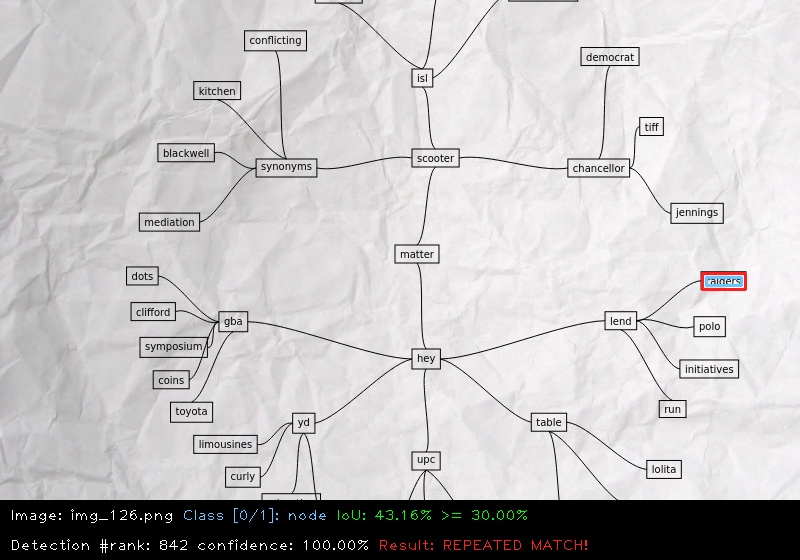 conflicting
democrat
isl
kitchen
tiff
blackwell
scooter
synonyms
chancellor
jennings
mediation
matter
dots
clifford
gba
lend
polo
symposium
hey
initiatives
coins
run
toyota
yd
table
limousines
upc
lolita
curly
Image: img_126.png Class [0/1]: node IoU: 43.16% >= 30.00%
Detection #rank: 842 confidence: 100.00% Result: REPEATED MATCH!